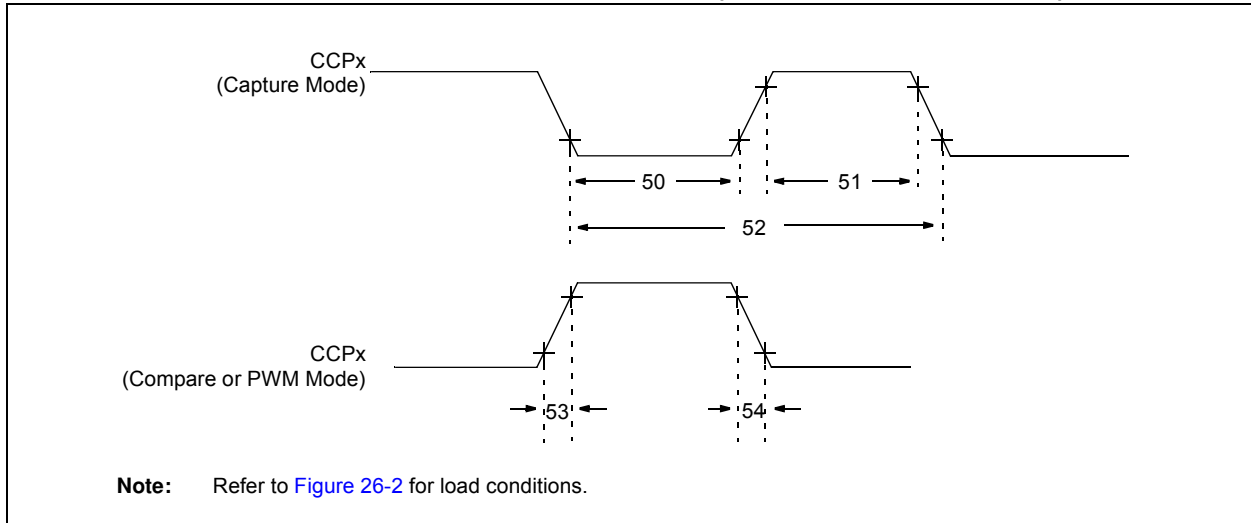 CCPx
(Capture Mode)
50
51
52
CCPx
(Compare or PWM Mode)
53
54
Note: Refer to Figure 26-2 for load conditions.